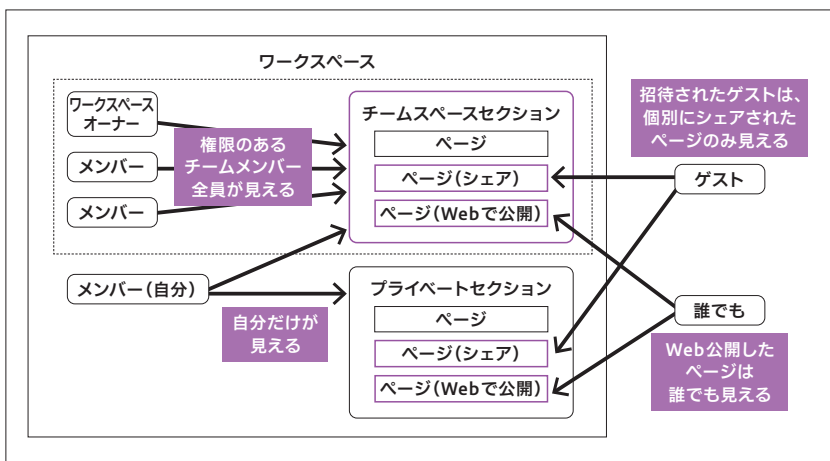 ワークスペース
ワークスペース
オーナー
メンバー
メンバー
権限のある
チームメンバー
全員が見える
チームスペースセクション
ページ
ページ(シェア)
ページ(Webで公開)
招待されたゲストは、
個別にシェアされた
ページのみ見える
ゲスト
メンバー(自分)
自分だけが
見える
プライベートセクション
ページ
ページ(シェア)
ページ(Webで公開)
誰でも
Web公開した
ページは
誰でも見える